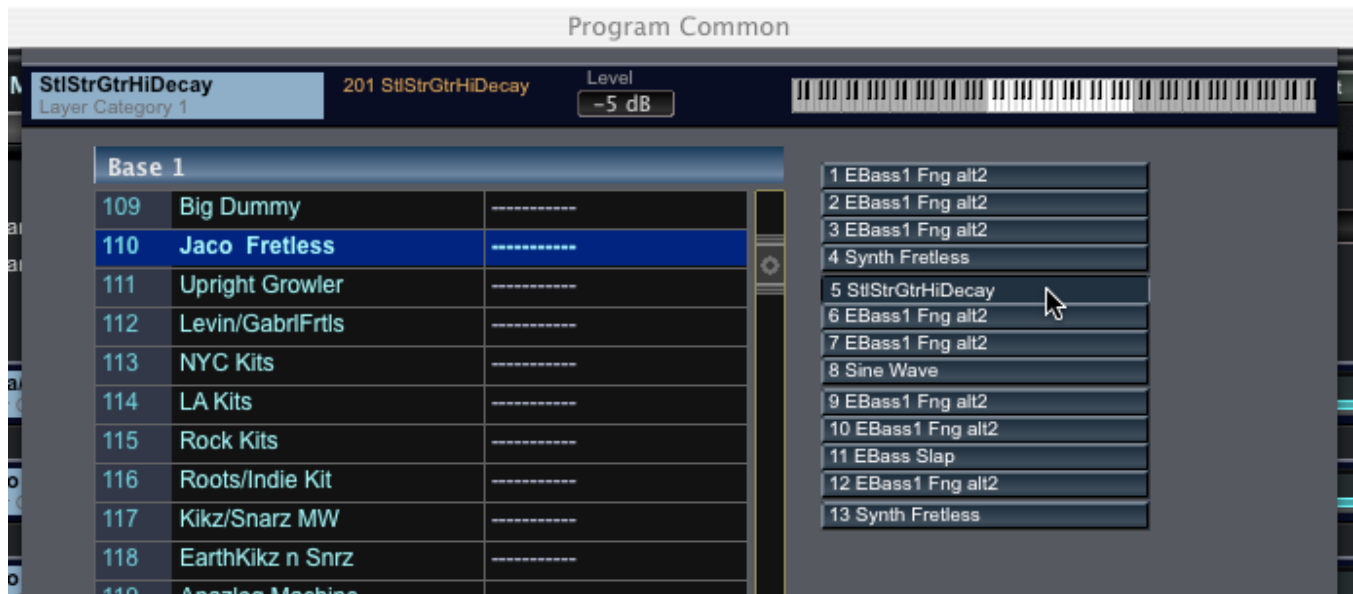 Program Common
StlStrGtrHiDecay
Layer Category 1
201 StlStrGtrHiDecay
Level
-5 dB
Base 1
109 Big Dummy -----------
110 Jaco Fretless -----------
111 Upright Growler -----------
112 Levin/GabrlFrtls -----------
113 NYC Kits -----------
114 LA Kits -----------
115 Rock Kits -----------
116 Roots/Indie Kit -----------
117 Kikz/Snarz MW -----------
118 EarthKikz n Snrz -----------
1 EBass1 Fng alt2
2 EBass1 Fng alt2
3 EBass1 Fng alt2
4 Synth Fretless
5 StlStrGtrHiDecay
6 EBass1 Fng alt2
7 EBass1 Fng alt2
8 Sine Wave
9 EBass1 Fng alt2
10 EBass1 Fng alt2
11 EBass Slap
12 EBass1 Fng alt2
13 Synth Fretless